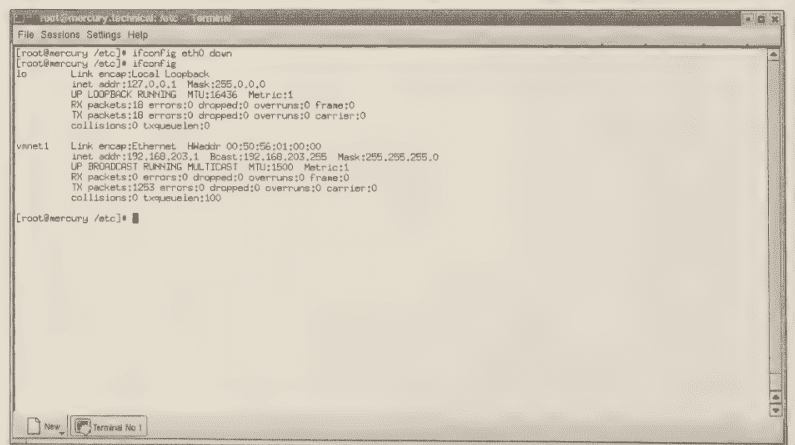 root@mercury.technical: /etc - Terminal
File Sessions Settings Help
[root@mercury /etc]# ifconfig eth0 down
[root@mercury /etc]# ifconfig
lo Link encap:Local Loopback
inet addr:127.0.0.1 Mask:255.0.0.0
UP LOOPBACK RUNNING MTU:16436 Metric:1
RX packets:18 errors:0 dropped:0 overruns:0 frame:0
TX packets:18 errors:0 dropped:0 overruns:0 carrier:0
collisions:0 txqueuelen:0
vmnet1 Link encap:Ethernet HWaddr 00:50:56:01:00:00
inet addr:192.168.203.1 Bcast:192.168.203.255 Mask:255.255.255.0
UP BROADCAST RUNNING MULTICAST MTU:1500 Metric:1
RX packets:0 errors:0 dropped:0 overruns:0 frame:0
TX packets:1253 errors:0 dropped:0 overruns:0 carrier:0
collisions:0 txqueuelen:100
[root@mercury /etc]#
New Terminal No 1